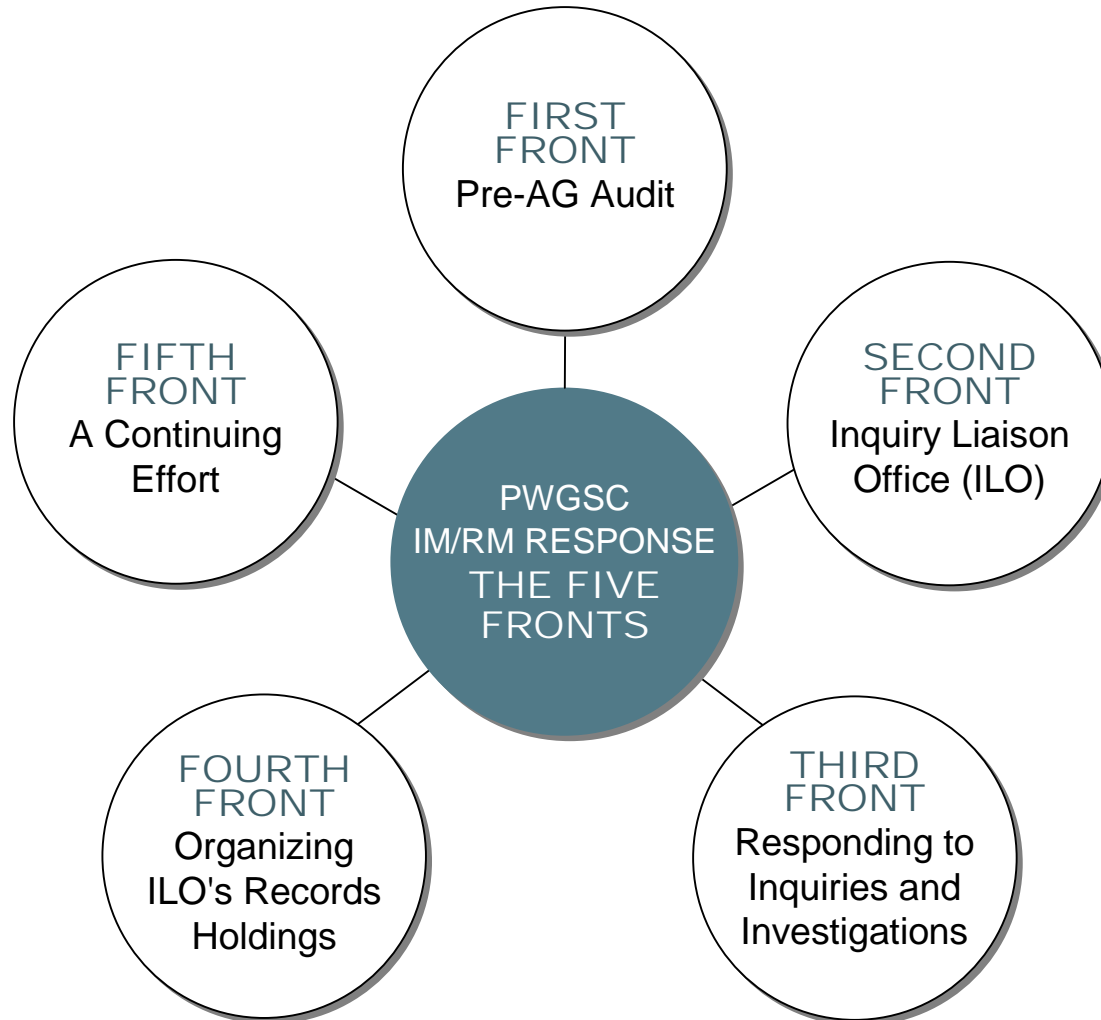 FIRST
FRONT
Pre-AG Audit
SECOND
FRONT
Inquiry Liaison
Office (ILO)
THIRD
FRONT
Responding to
Inquiries and
Investigations
FOURTH
FRONT
Organizing
ILO's Records
Holdings
FIFTH
FRONT
A Continuing
Effort
PWGSC
IM/RM RESPONSE
THE FIVE
FRONTS